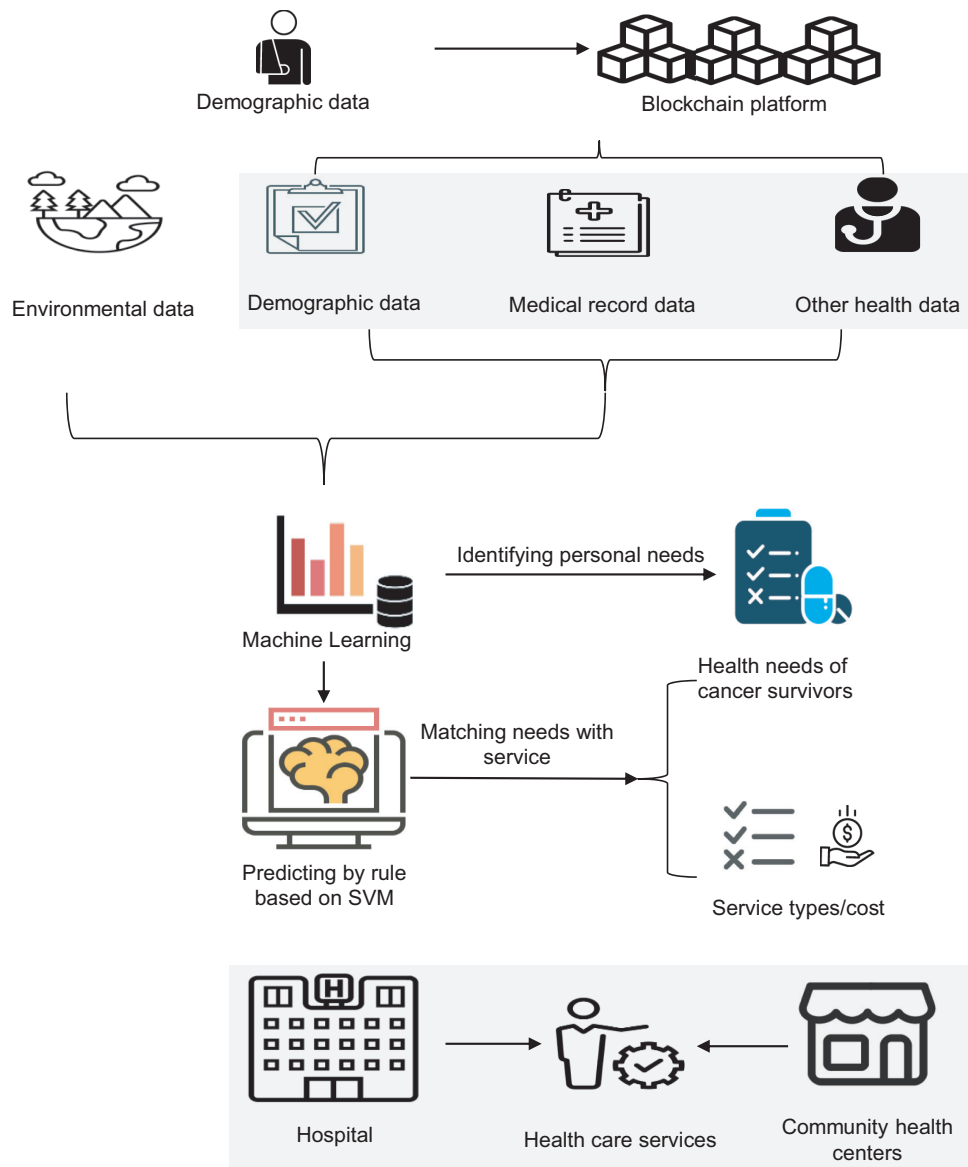 Demographic data
Blockchain platform
Environmental data
Demographic data
Medical record data
Other health data
Identifying personal needs
Machine Learning
Health needs of
cancer survivors
Matching needs with
service
Predicting by rule
based on SVM
$
Service types/cost
H
Hospital
Health care services
Community health
centers